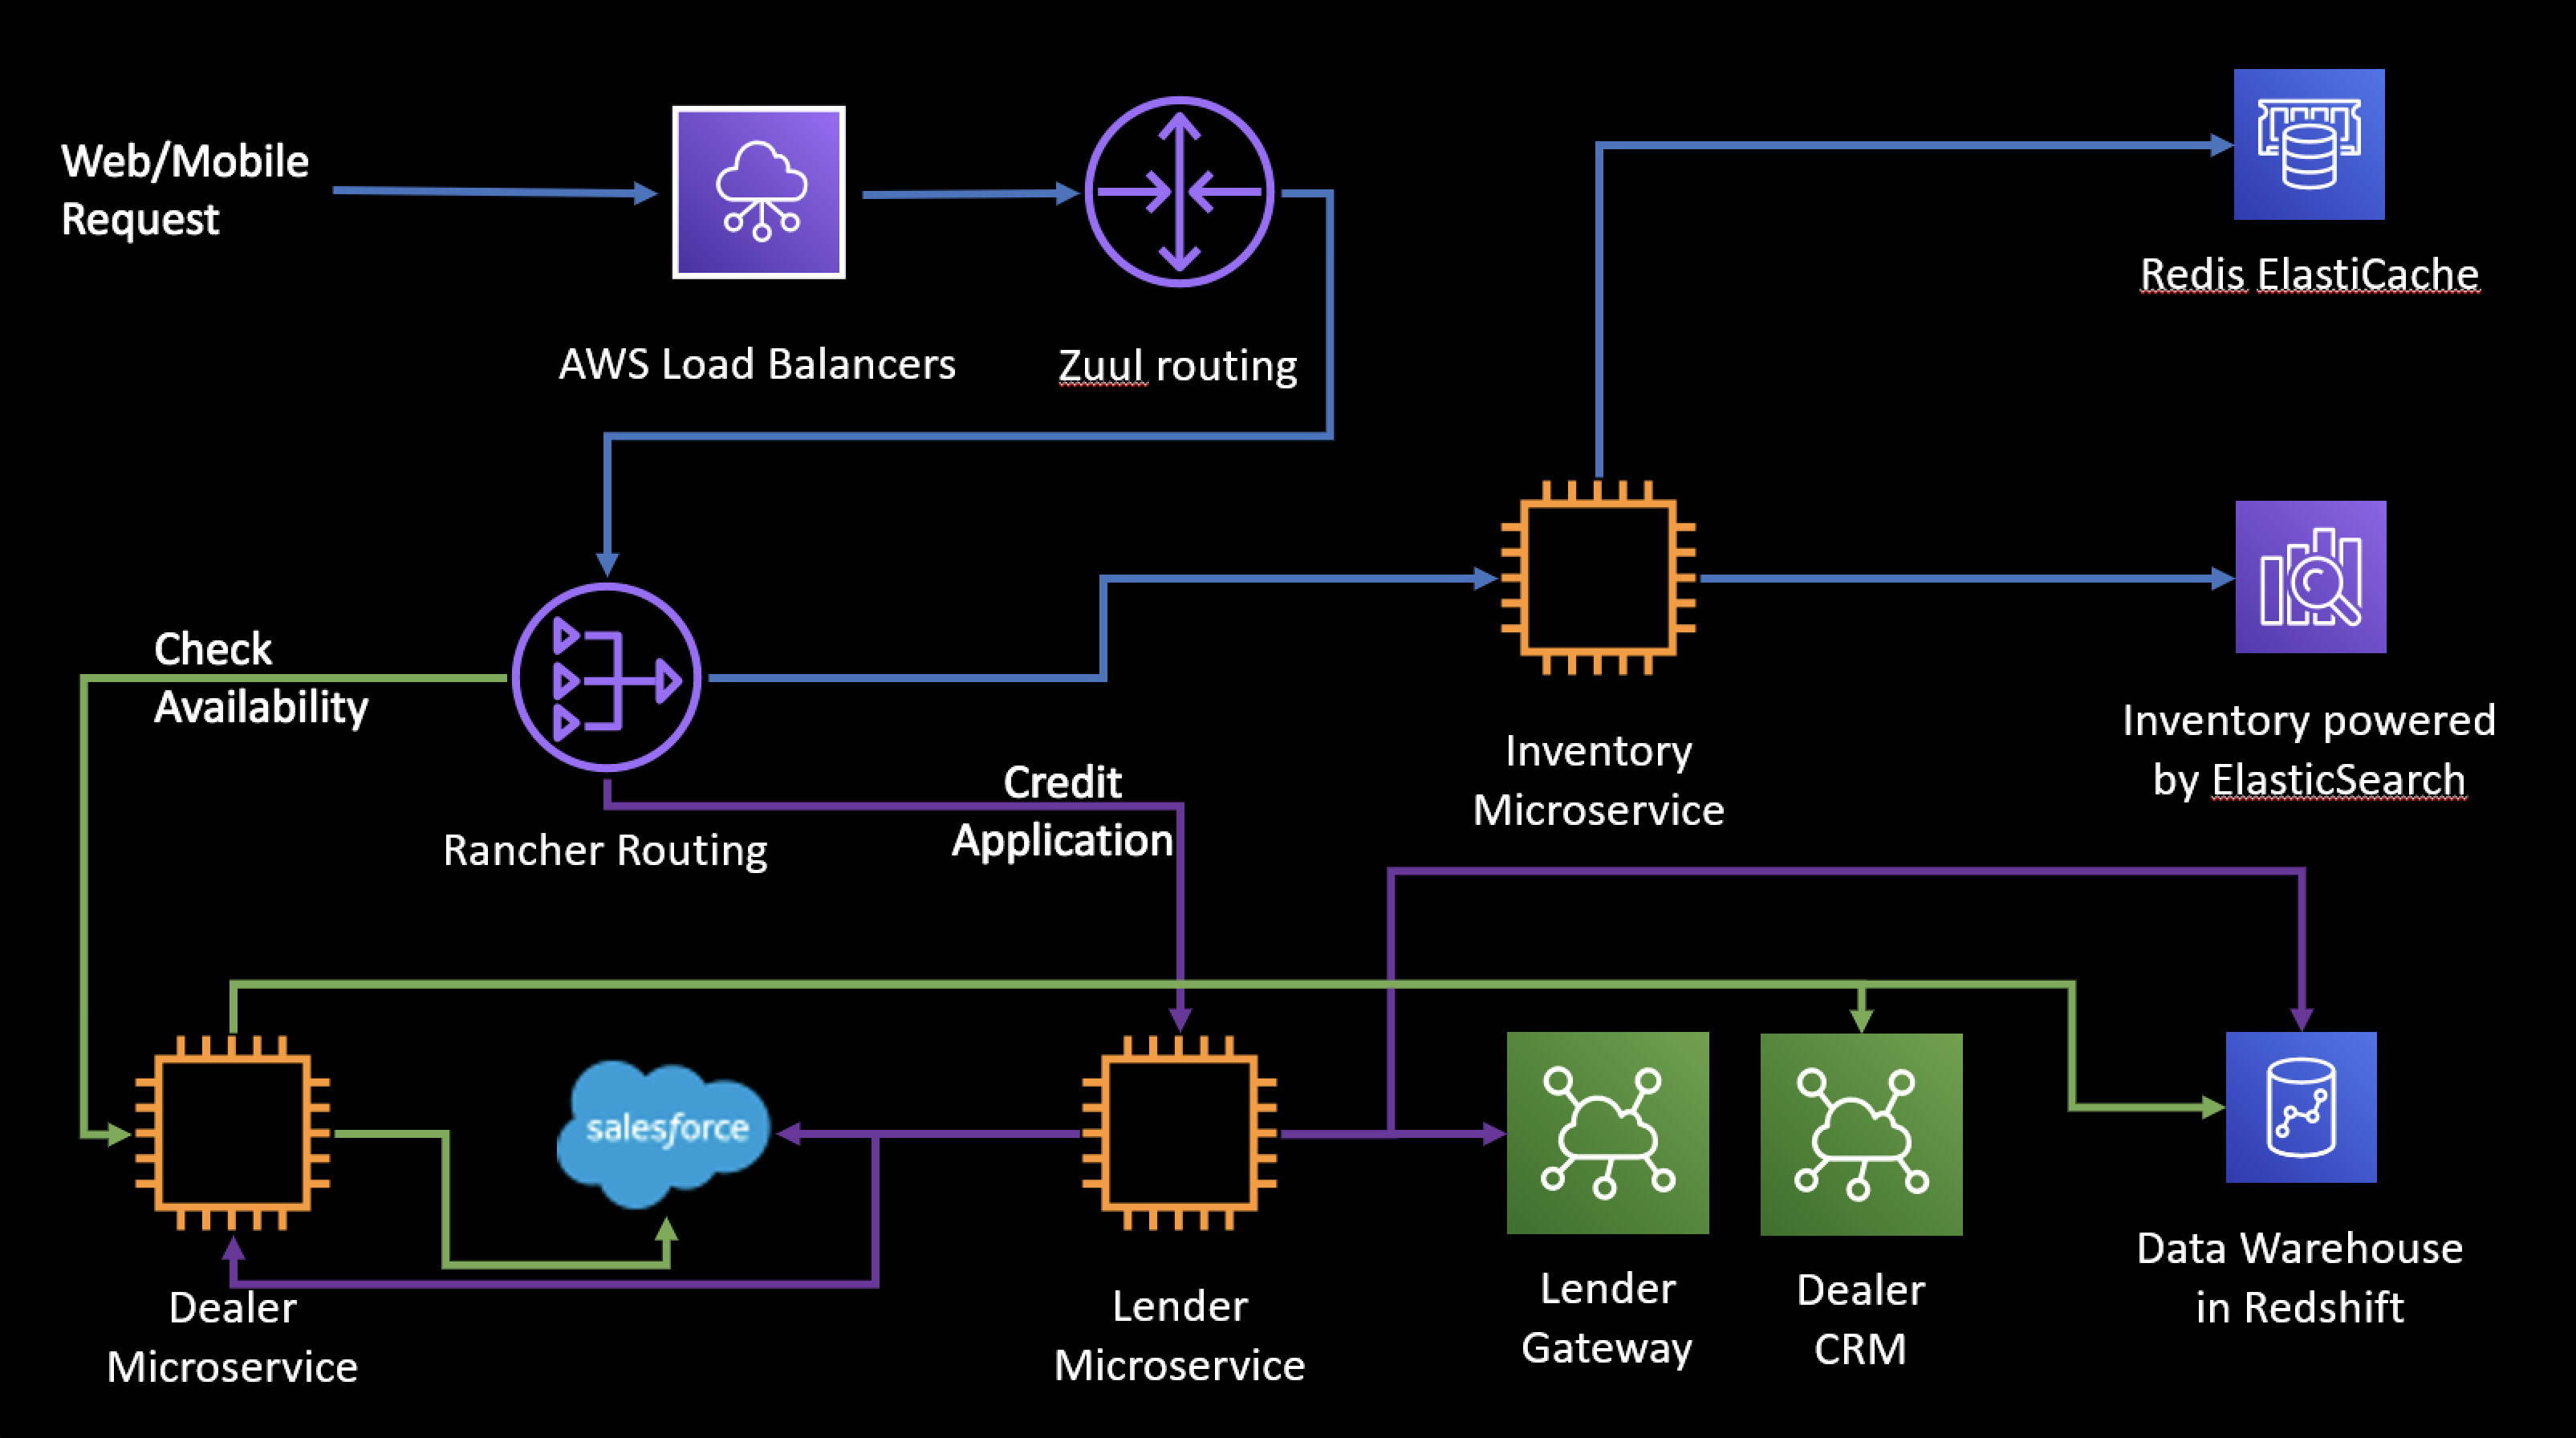 Web/Mobile
Request
AWS Load Balancers
Zuul routing
Redis ElastiCache
Check
Availability
Rancher Routing
Credit
Application
Inventory
Microservice
Inventory powered
by ElasticSearch
salesforce
Dealer
Microservice
Lender
Microservice
Lender
Gateway
Dealer
CRM
Data Warehouse
in Redshift